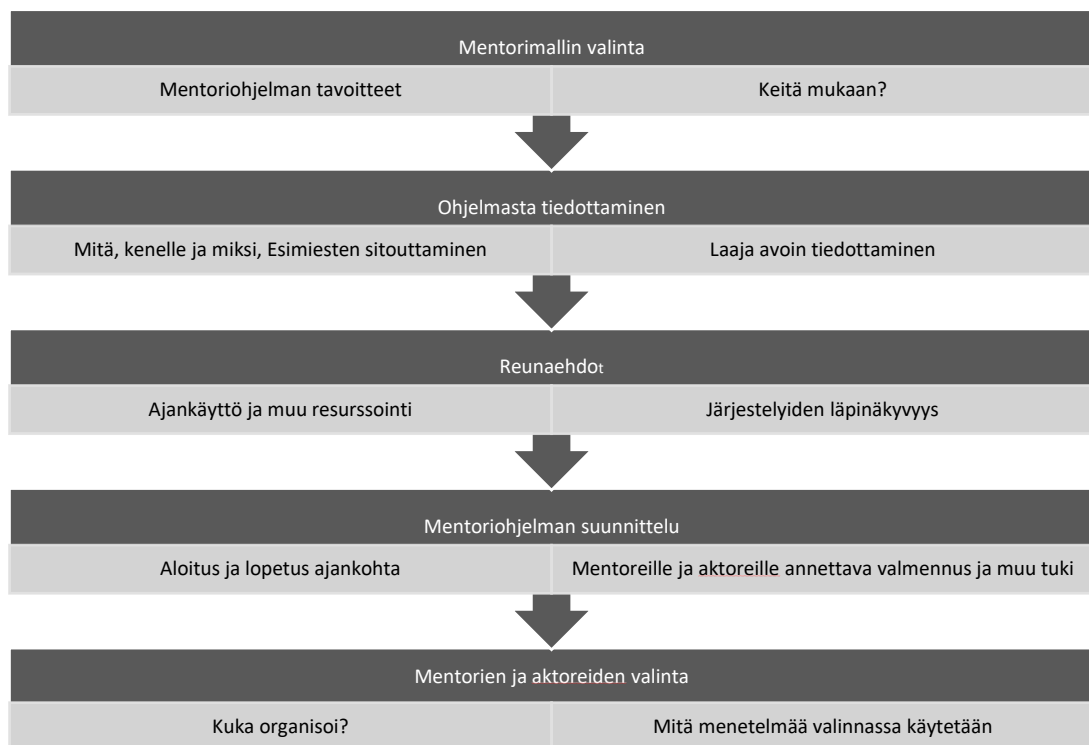 Mentorimallin valinta
Mentoriohjelman tavoitteet
Keitä mukaan?
Ohjelmasta tiedottaminen
Mitä, kenelle ja miksi, Esimiesten sitouttaminen
Laaja avoin tiedottaminen
Reunaehdot
Ajankäyttö ja muu resurssointi
Järjestelyiden läpinäkyvyys
Mentoriohjelman suunnittelu
Aloitus ja lopetus ajankohta
Mentoreille ja aktoreille annettava valmennus ja muu tuki
Mentorien ja aktoreiden valinta
Kuka organisoi?
Mitä menetelmää valinnassa käytetään